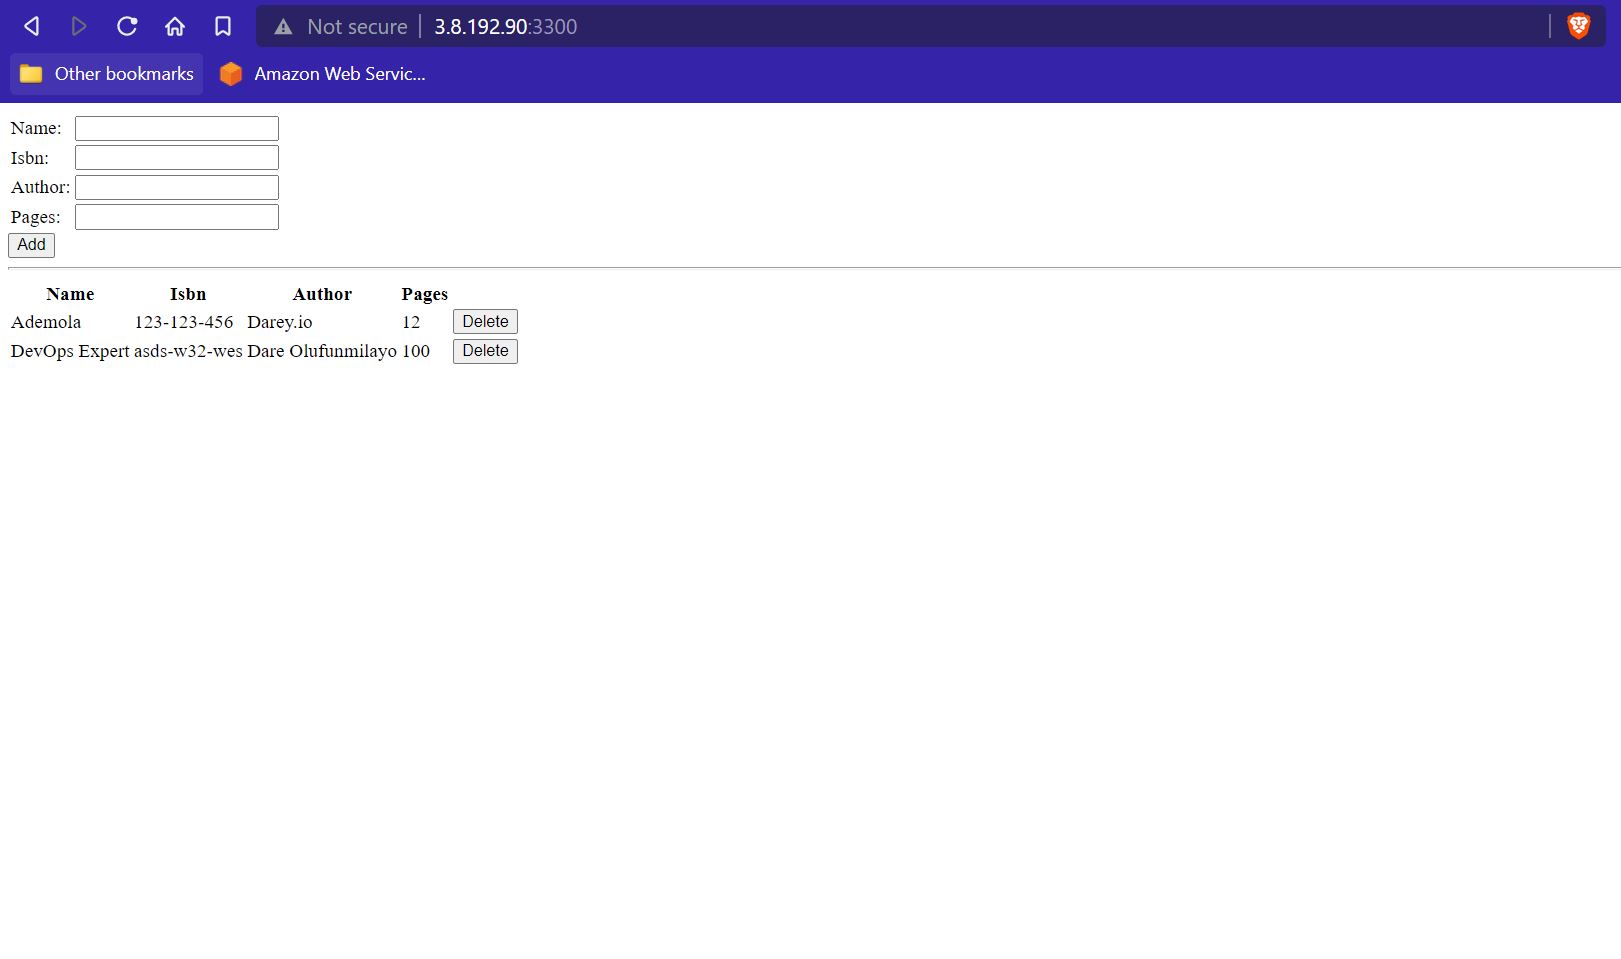 Not secure 3.8.192.90:3300
Other bookmarks Amazon Web Servic...
Name:
Isbn:
Author:
Pages:
Add
Name Isbn Author Pages
Ademola 123-123-456 Darey.io 12 Delete
DevOps Expert asds-w32-wes Dare Olufunmilayo 100 Delete